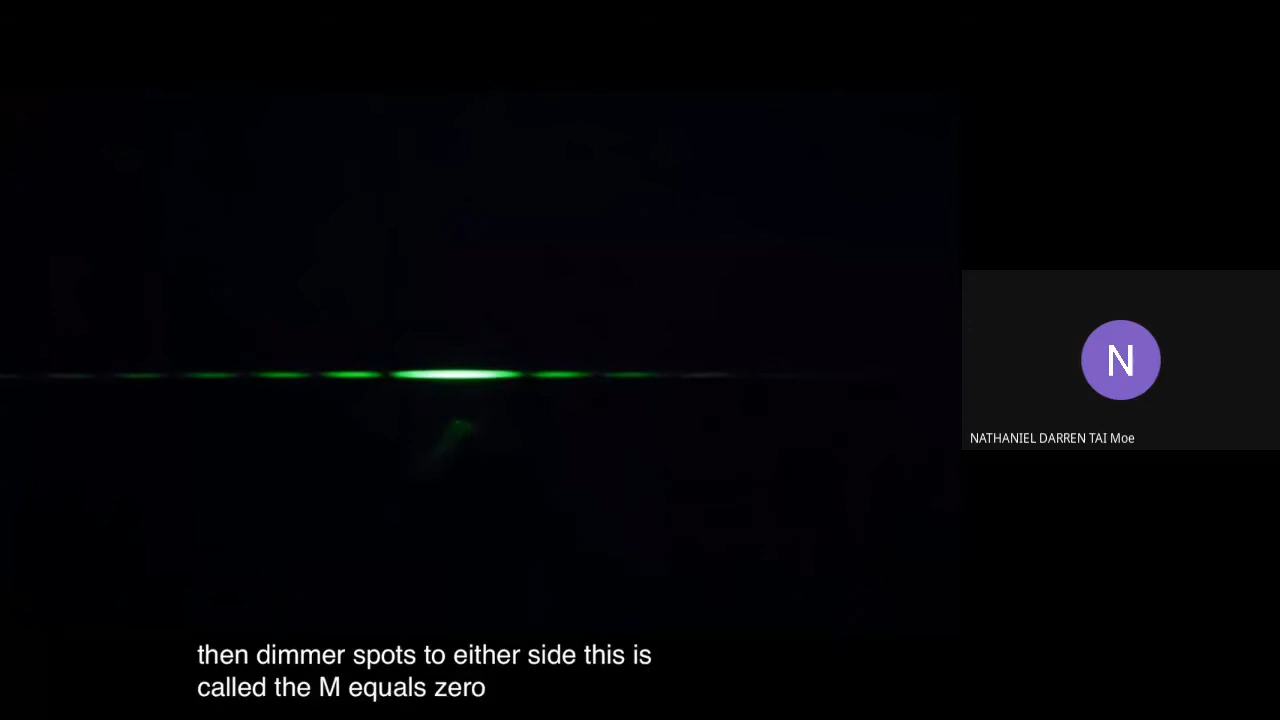 N
NATHANIEL DARREN TAI Moe
then dimmer spots to either side this is
called the M equals zero